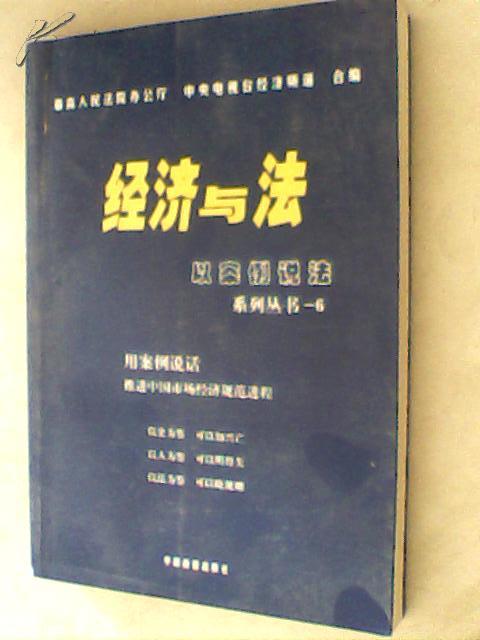 最高人民法院办公厅 中央电视台经济频道 合编
经济与法
以案例说法
系列丛书-6
用案例说话
推进中国市场经济规范进程
以史为鉴 可以知兴亡
以人为鉴 可以明得失
以法为鉴 可以晓规矩